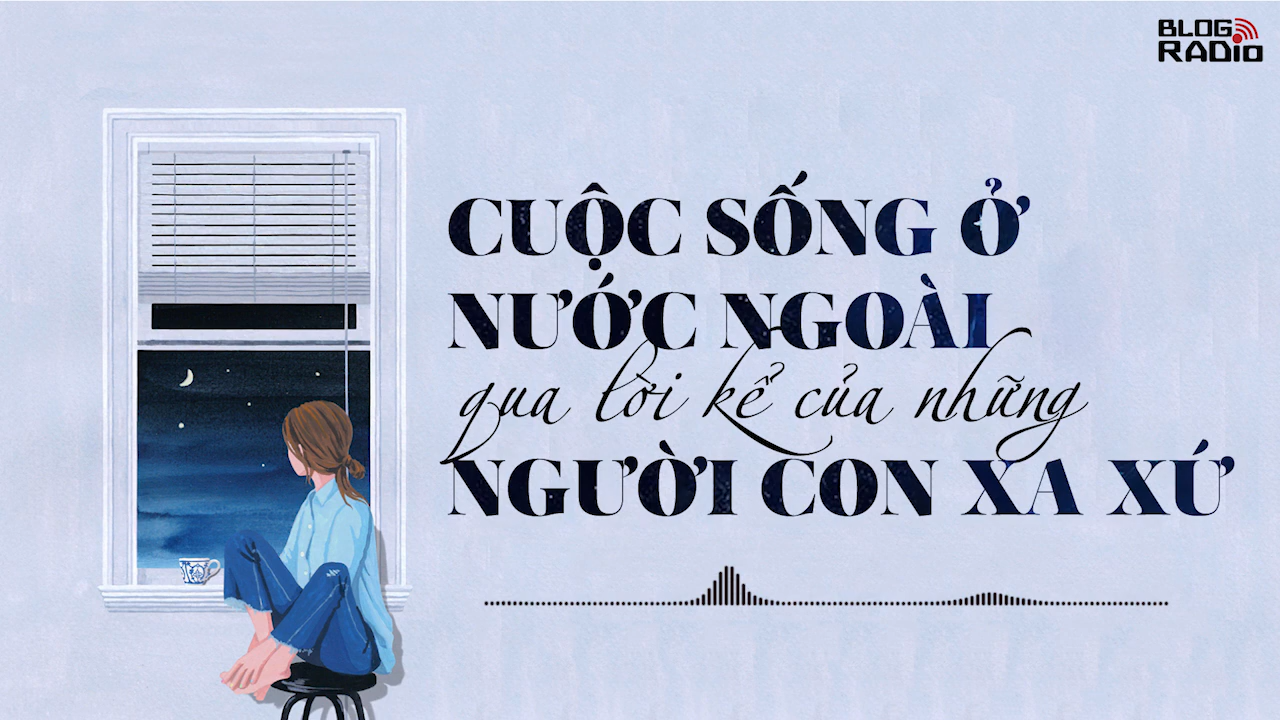 BLOG
RADIO
CUỘC SỐNG Ở
NƯỚC NGOÀI
qua lời kể của những
NGƯỜI CON XA XỨ